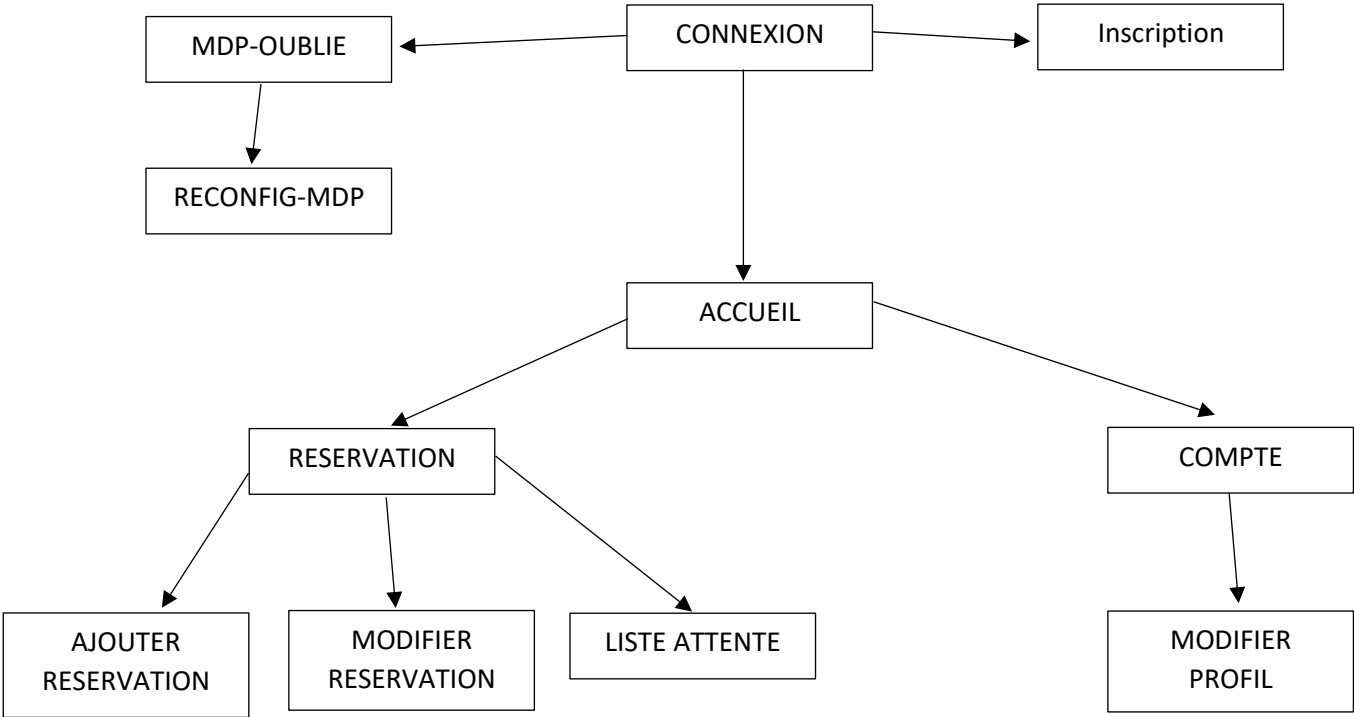 MDP-OUBLIE
CONNEXION
Inscription
RECONFIG-MDP
ACCUEIL
RESERVATION
COMPTE
AJOUTER
RESERVATION
MODIFIER
RESERVATION
LISTE ATTENTE
MODIFIER
PROFIL